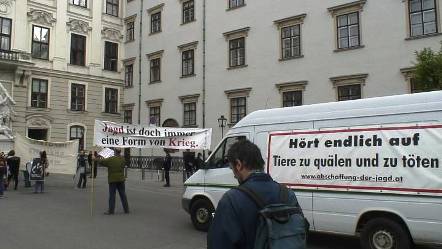 Jagd ist doch immer
eine Form von Krieg.
Hört endlich auf
Tiere zu quälen und zu töten
www.abschaffung-der-jagd.at